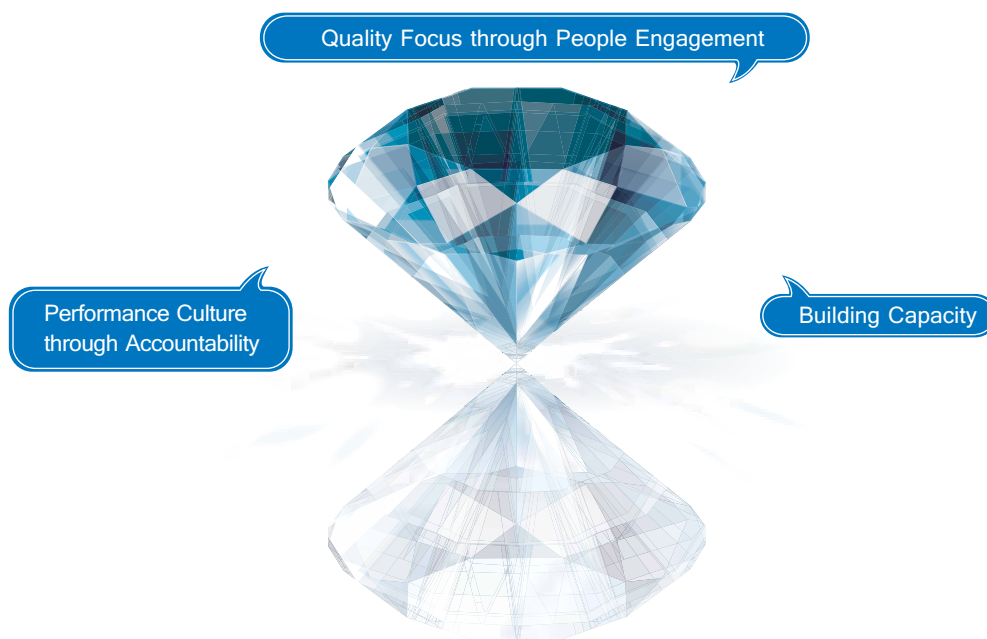 Quality Focus through People Engagement
Performance Culture
through Accountability
Building Capacity